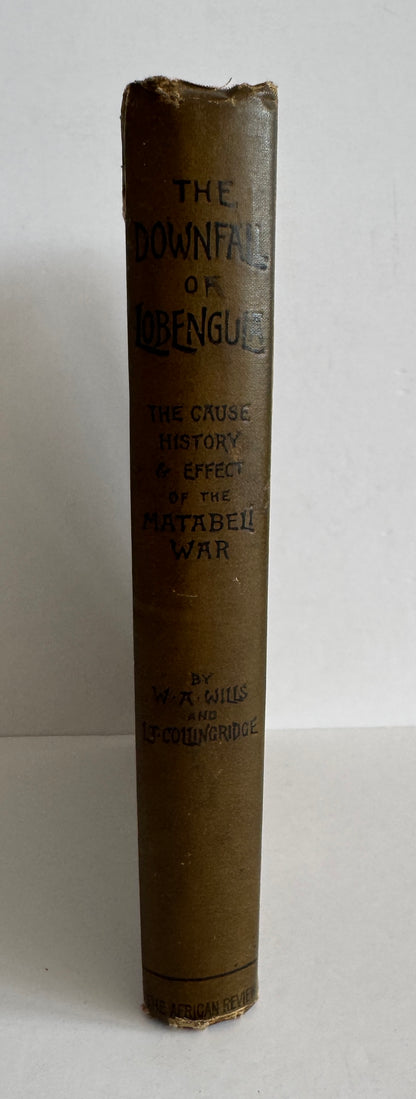 THE
DOWNFALL
OF
LOBENGULA
THE CAUSE
HISTORY
& EFFECT
OF THE
MATABELI
WAR
BY
W. A. WILLS
AND
L.T. COLLINGRIDGE
THE AFRICAN REVIEW